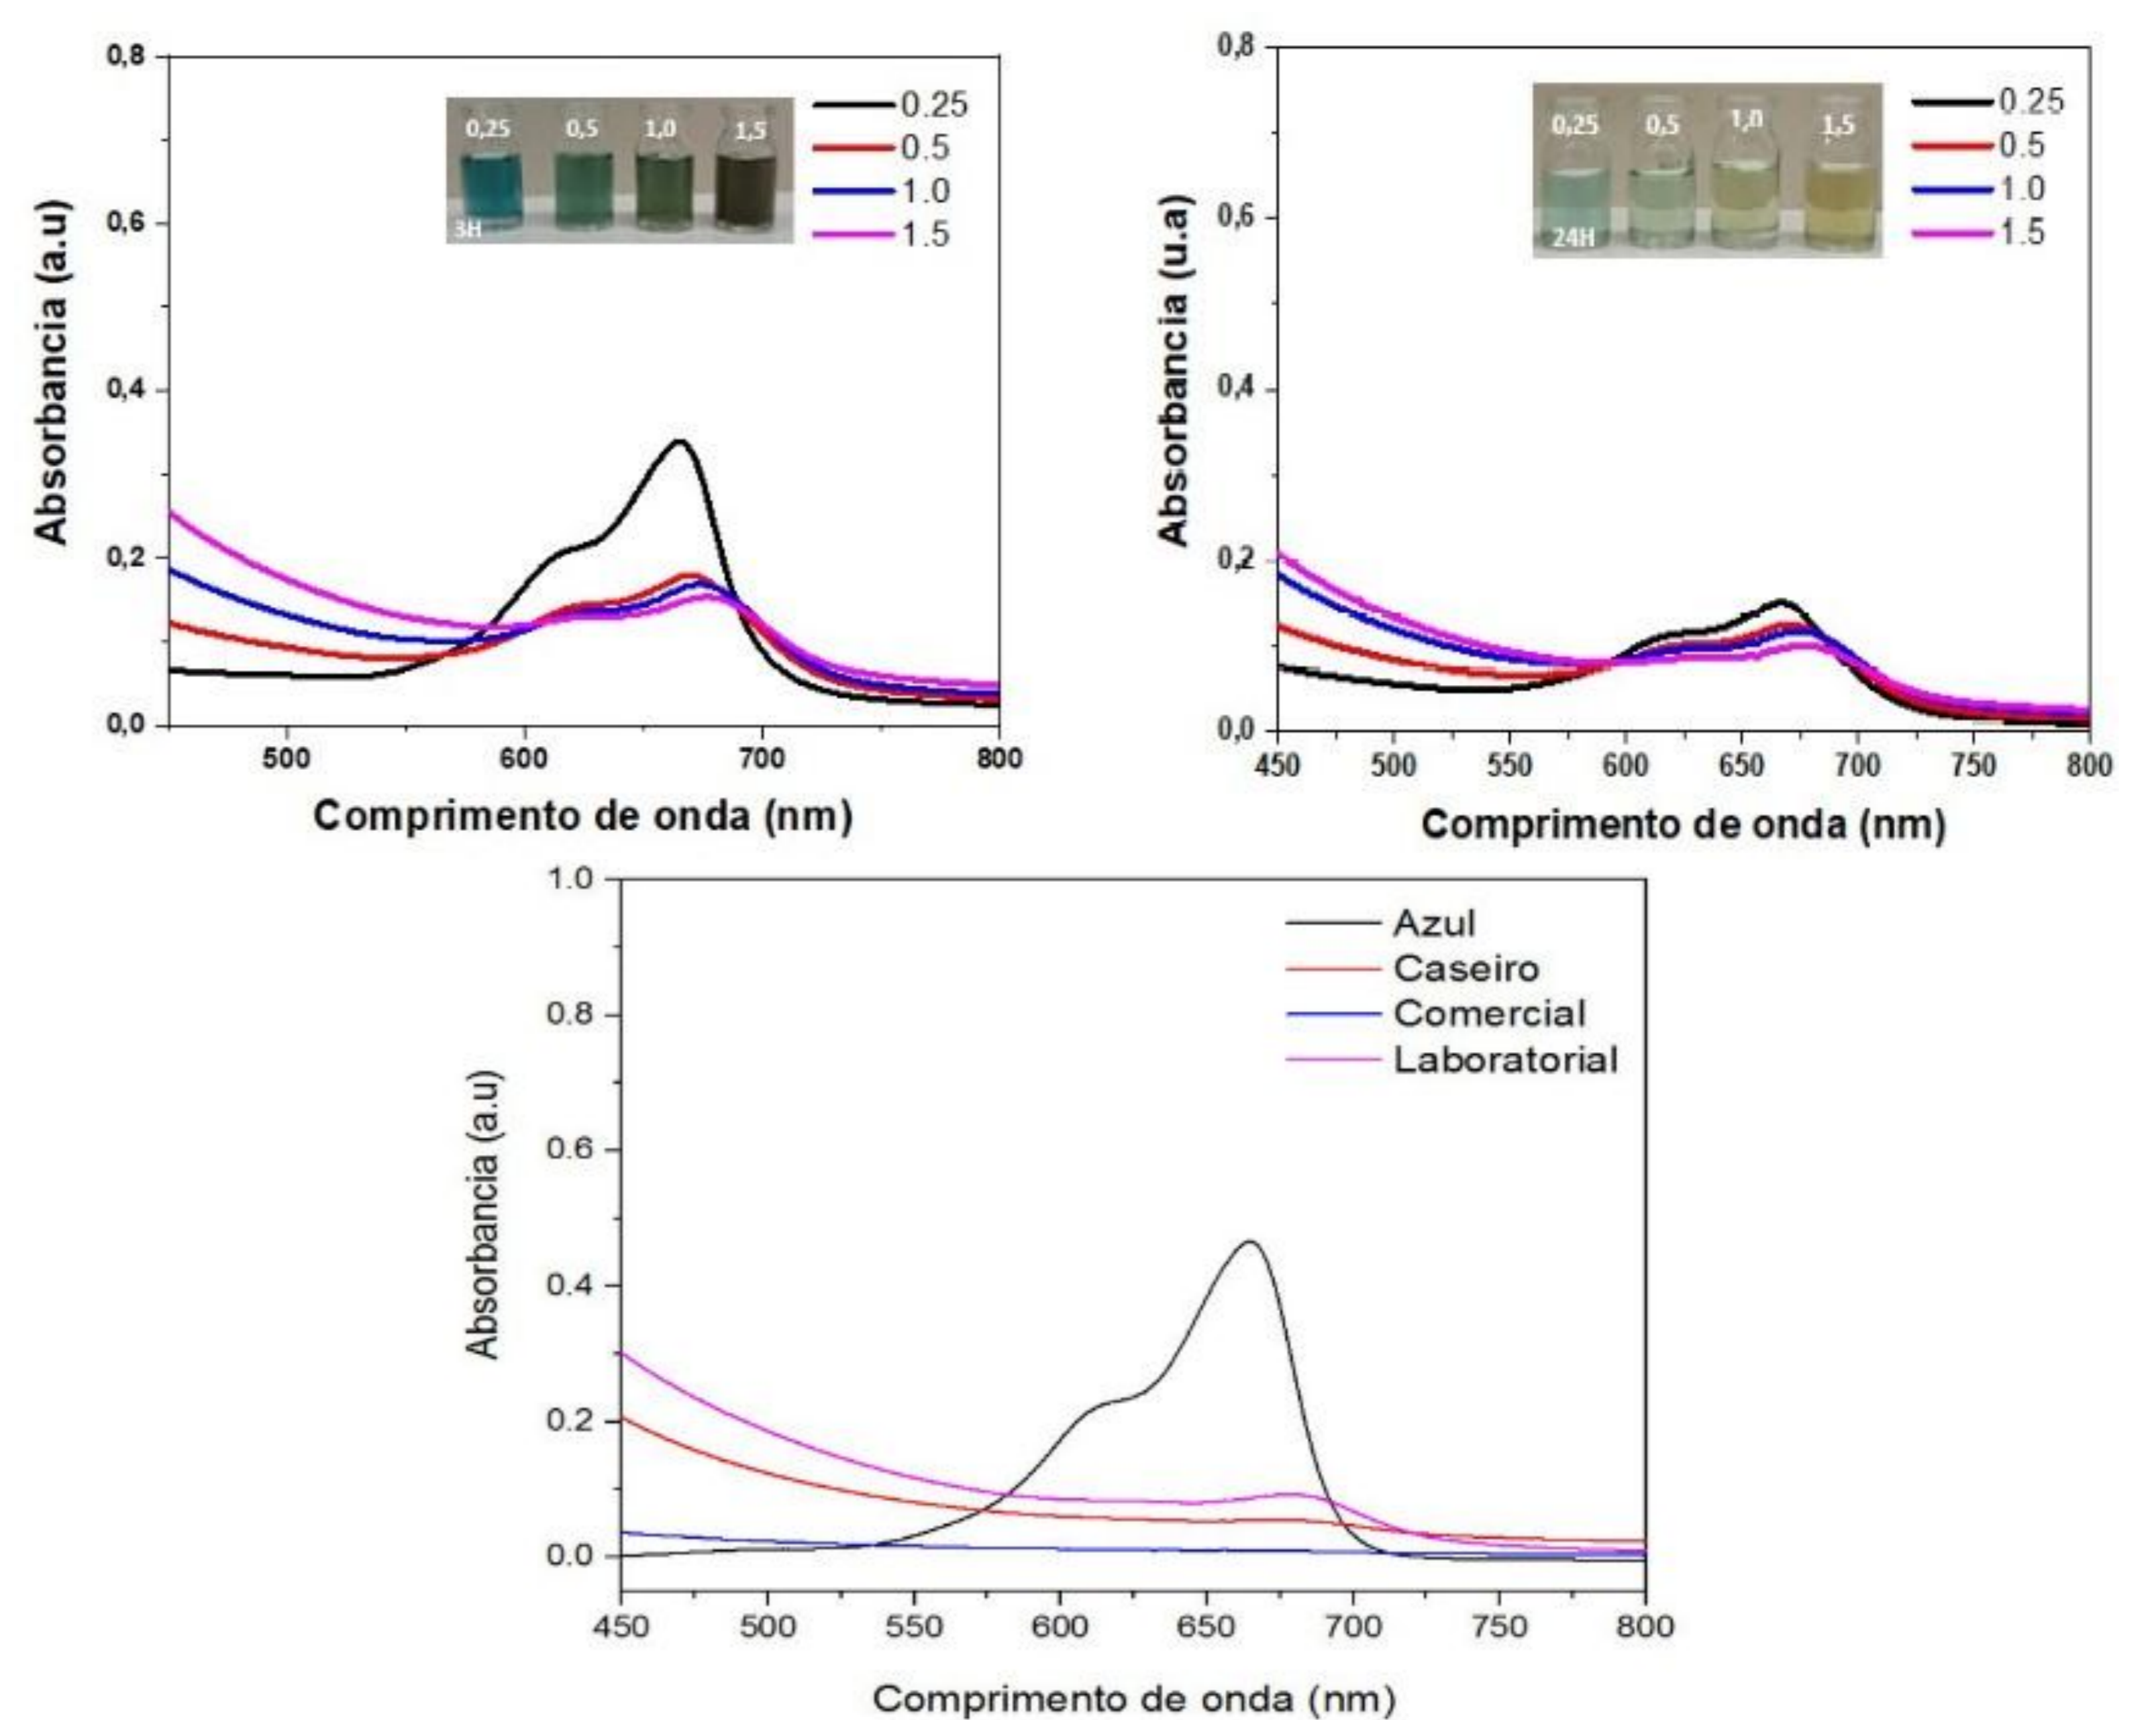 0,8
0,6
0,4
0,2
0,0
Absorbancia (a.u)
0,25 0,5 1,0 1,5
3H
0.25
0.5
1.0
1.5
500 600 700 800
Comprimento de onda (nm)
0,8
0,6
0,4
0,2
0,0
Absorbancia (u.a)
0,25 0,5 1,0 1,5
24H
0.25
0.5
1.0
1.5
450 500 550 600 650 700 750 800
Comprimento de onda (nm)
1.0
0.8
0.6
0.4
0.2
0.0
Absorbancia (a.u)
Azul
Caseiro
Comercial
Laboratorial
450 500 550 600 650 700 750 800
Comprimento de onda (nm)